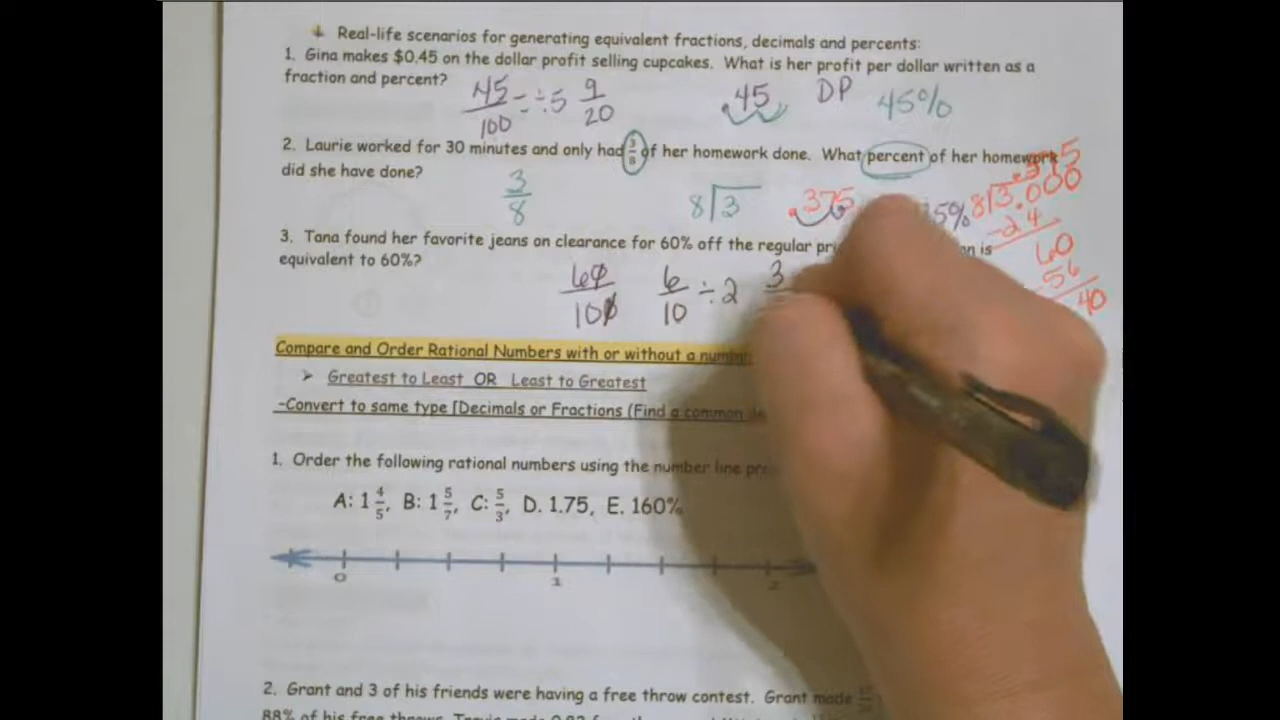 Real-life scenarios for generating equivalent fractions, decimals and percents:
1. Gina makes $0.45 on the dollar profit selling cupcakes. What is her profit per dollar written as a
fraction and percent?
45/100 = ÷5 9/20 .45 DP 45%
2. Laurie worked for 30 minutes and only had 3/8 of her homework done. What percent of her homework
did she have done?
3/8 8⟌3 .375 5% 8⟌3.000 .375
-24
60
-56
40
3. Tana found her favorite jeans on clearance for 60% off the regular is
equivalent to 60%?
60/100 6/10 ÷2 3
Compare and Order Rational Numbers with or without a
➤ Greatest to Least OR Least to Greatest
-Convert to same type [Decimals or Fractions (Find a common
1. Order the following rational numbers using the number line
A: 1 4/5, B: 1 5/7, C: 5/3, D. 1.75, E. 160%
0 1 2
2. Grant and 3 of his friends were having a free throw contest. Grant made
88% of his free throws.